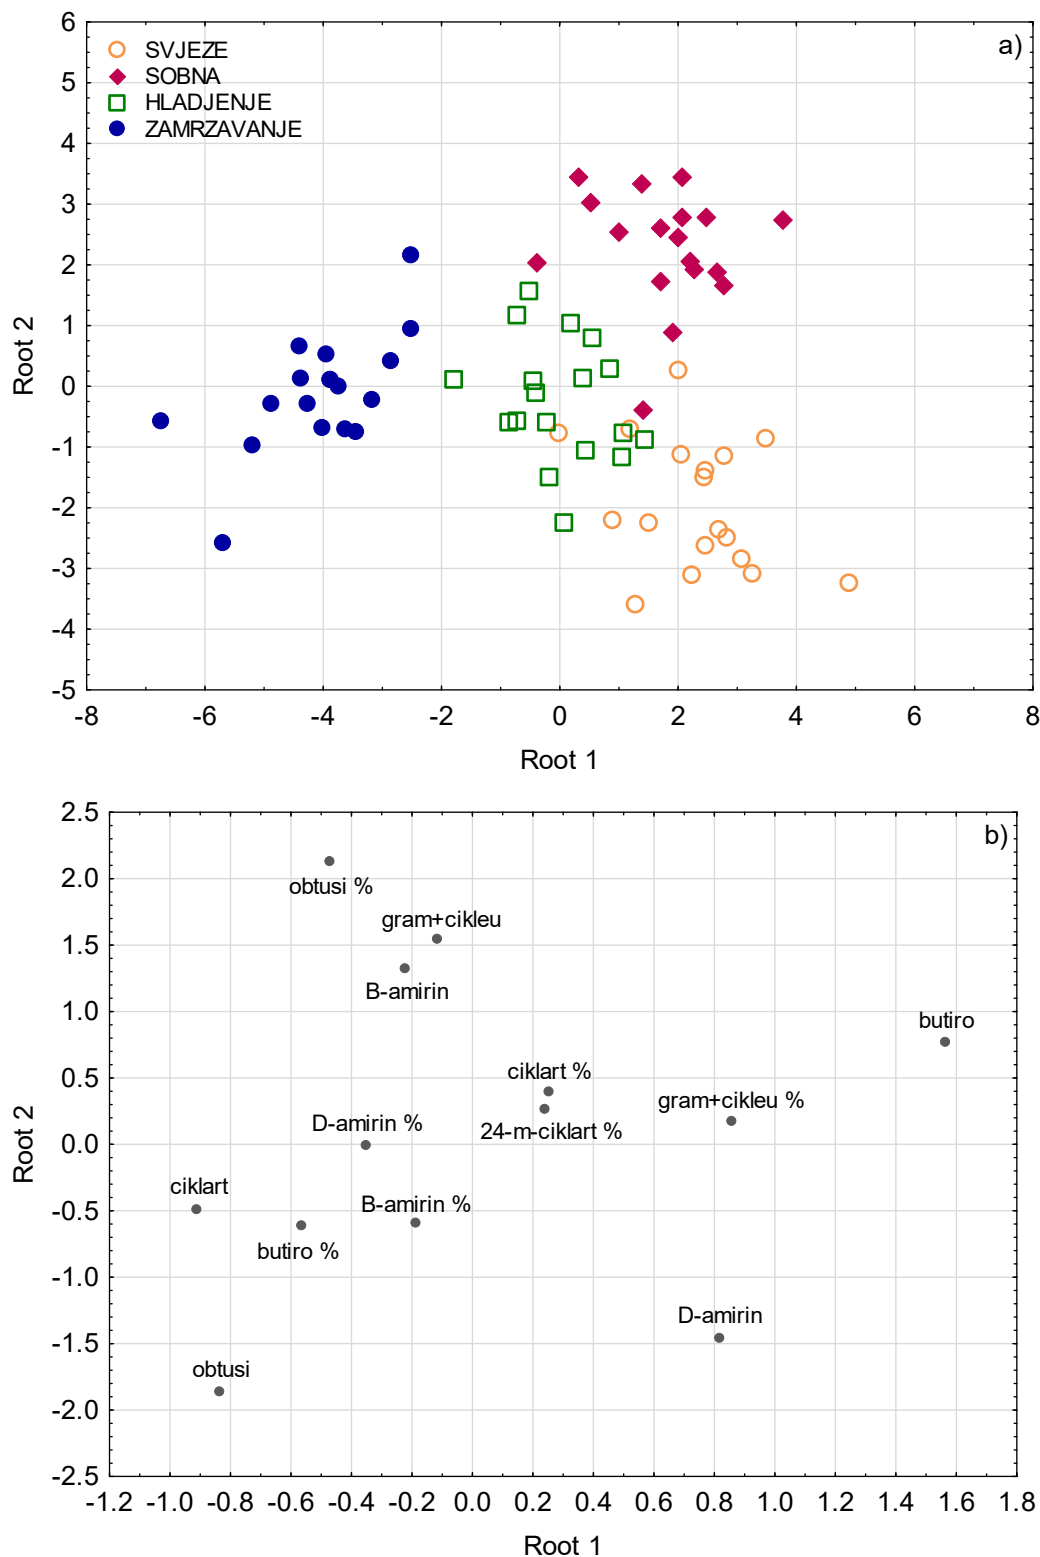 a)
SVJEZE
SOBNA
HLADJENJE
ZAMRZAVANJE
6
5
4
3
2
1
0
-1
-2
-3
-4
-5
Root 2
-8 -6 -4 -2 0 2 4 6 8
Root 1
b)
2.5
2.0
1.5
1.0
0.5
0.0
-0.5
-1.0
-1.5
-2.0
-2.5
Root 2
obtusi %
gram+cikleu
B-amirin
butiro
ciklart %
gram+cikleu %
D-amirin %
24-m-ciklart %
ciklart
B-amirin %
butiro %
D-amirin
obtusi
-1.2 -1.0 -0.8 -0.6 -0.4 -0.2 0.0 0.2 0.4 0.6 0.8 1.0 1.2 1.4 1.6 1.8
Root 1